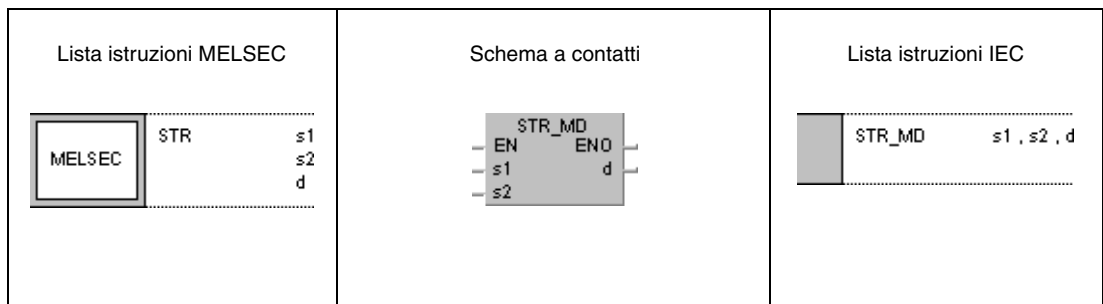 Lista istruzioni MELSEC
MELSEC
STR s1
s2
d
Schema a contatti
STR_MD
EN ENO
s1 d
s2
Lista istruzioni IEC
STR_MD s1 , s2 , d